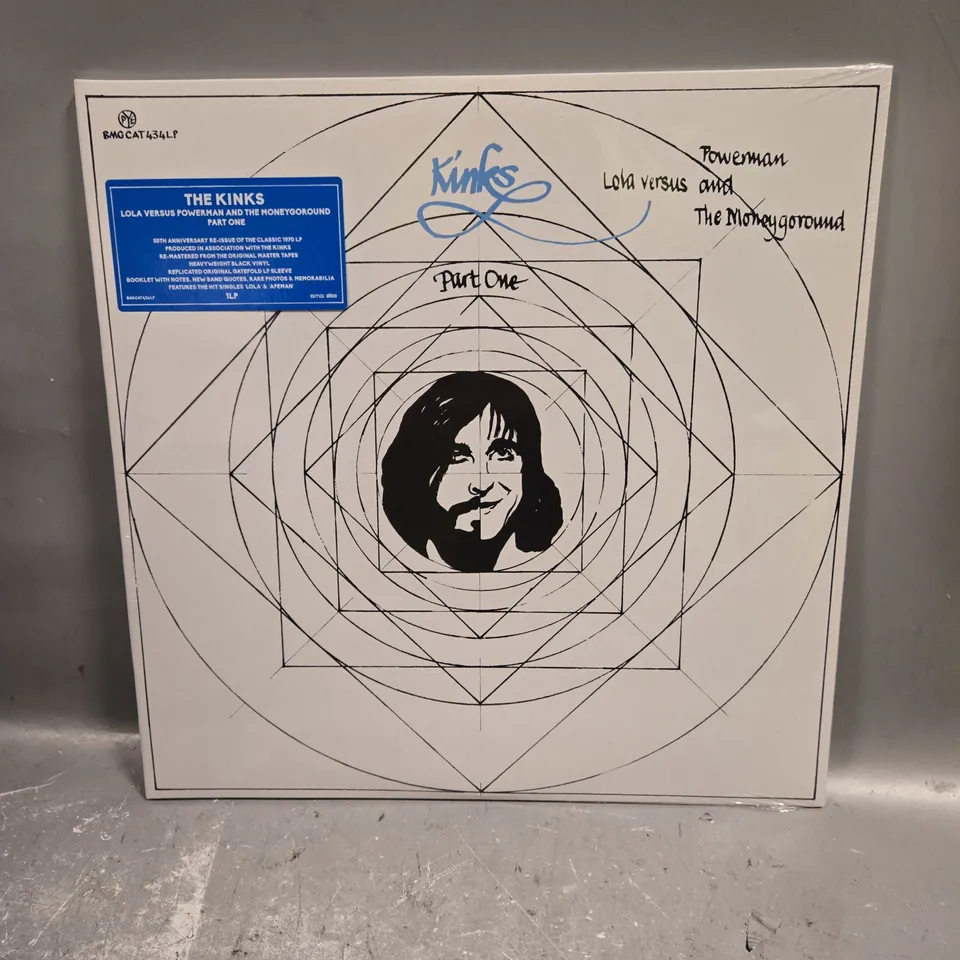 PYE
BMGCAT434LP
Kinks
Powerman
Lola versus and
The Moneygoround
Part One
THE KINKS
LOLA VERSUS POWERMAN AND THE MONEYGOROUND
PART ONE
50TH ANNIVERSARY RE-ISSUE OF THE CLASSIC 1970 LP
PRODUCED IN ASSOCIATION WITH THE KINKS
RE-MASTERED FROM THE ORIGINAL MASTER TAPES
HEAVYWEIGHT BLACK VINYL
REPLICATED ORIGINAL GATEFOLD LP SLEEVE
BOOKLET WITH NOTES, NEW BAND QUOTES, RARE PHOTOS & MEMORABILIA
FEATURES THE HIT SINGLES 'LOLA' & 'APEMAN'
BMGCAT434LP
1LP